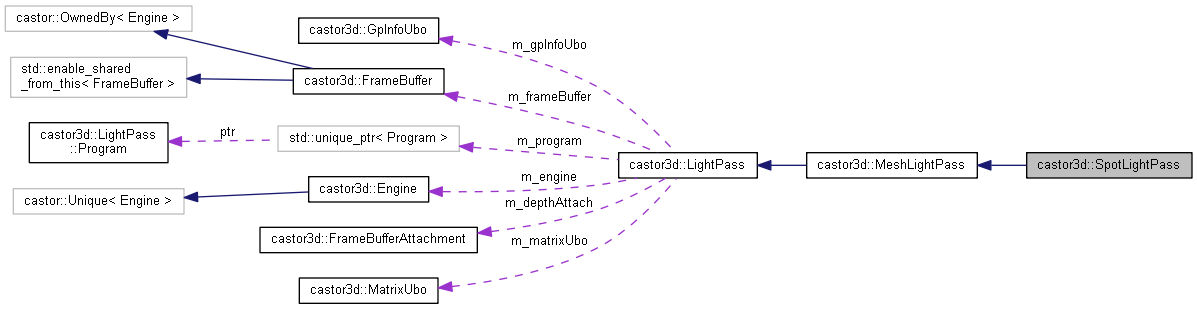 castor::OwnedBy< Engine >
castor3d::GpInfoUbo
m_gpInfoUbo
std::enable_shared
_from_this< FrameBuffer >
castor3d::FrameBuffer
m_frameBuffer
castor3d::LightPass
::Program
ptr
std::unique_ptr< Program >
m_program
castor3d::LightPass
castor3d::MeshLightPass
castor3d::SpotLightPass
castor::Unique< Engine >
castor3d::Engine
m_engine
m_depthAttach
castor3d::FrameBufferAttachment
m_matrixUbo
castor3d::MatrixUbo